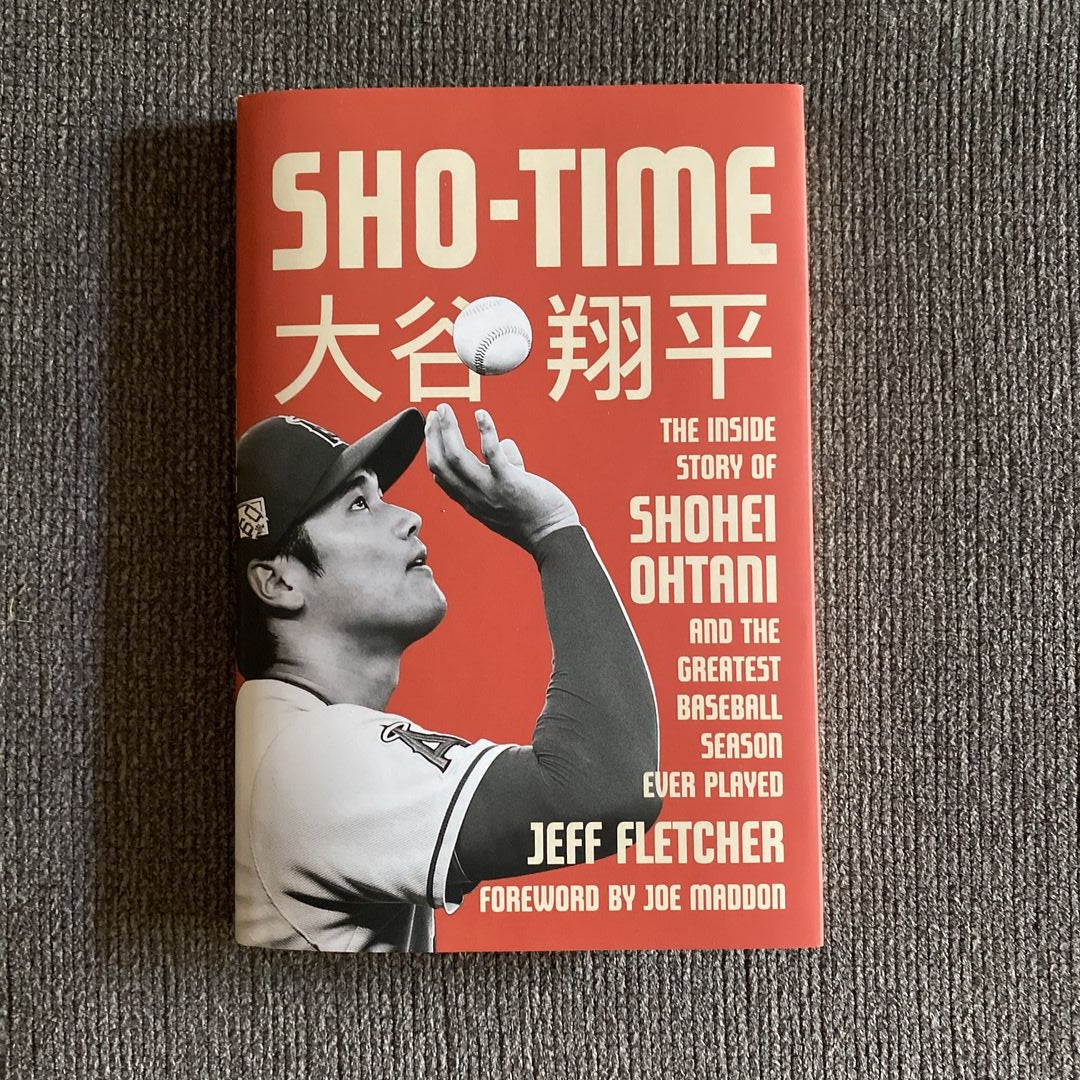 SHO-TIME
大谷翔平
THE INSIDE
STORY OF
SHOHEI
OHTANI
AND THE
GREATEST
BASEBALL
SEASON
EVER PLAYED
JEFF FLETCHER
FOREWORD BY JOE MADDON
A